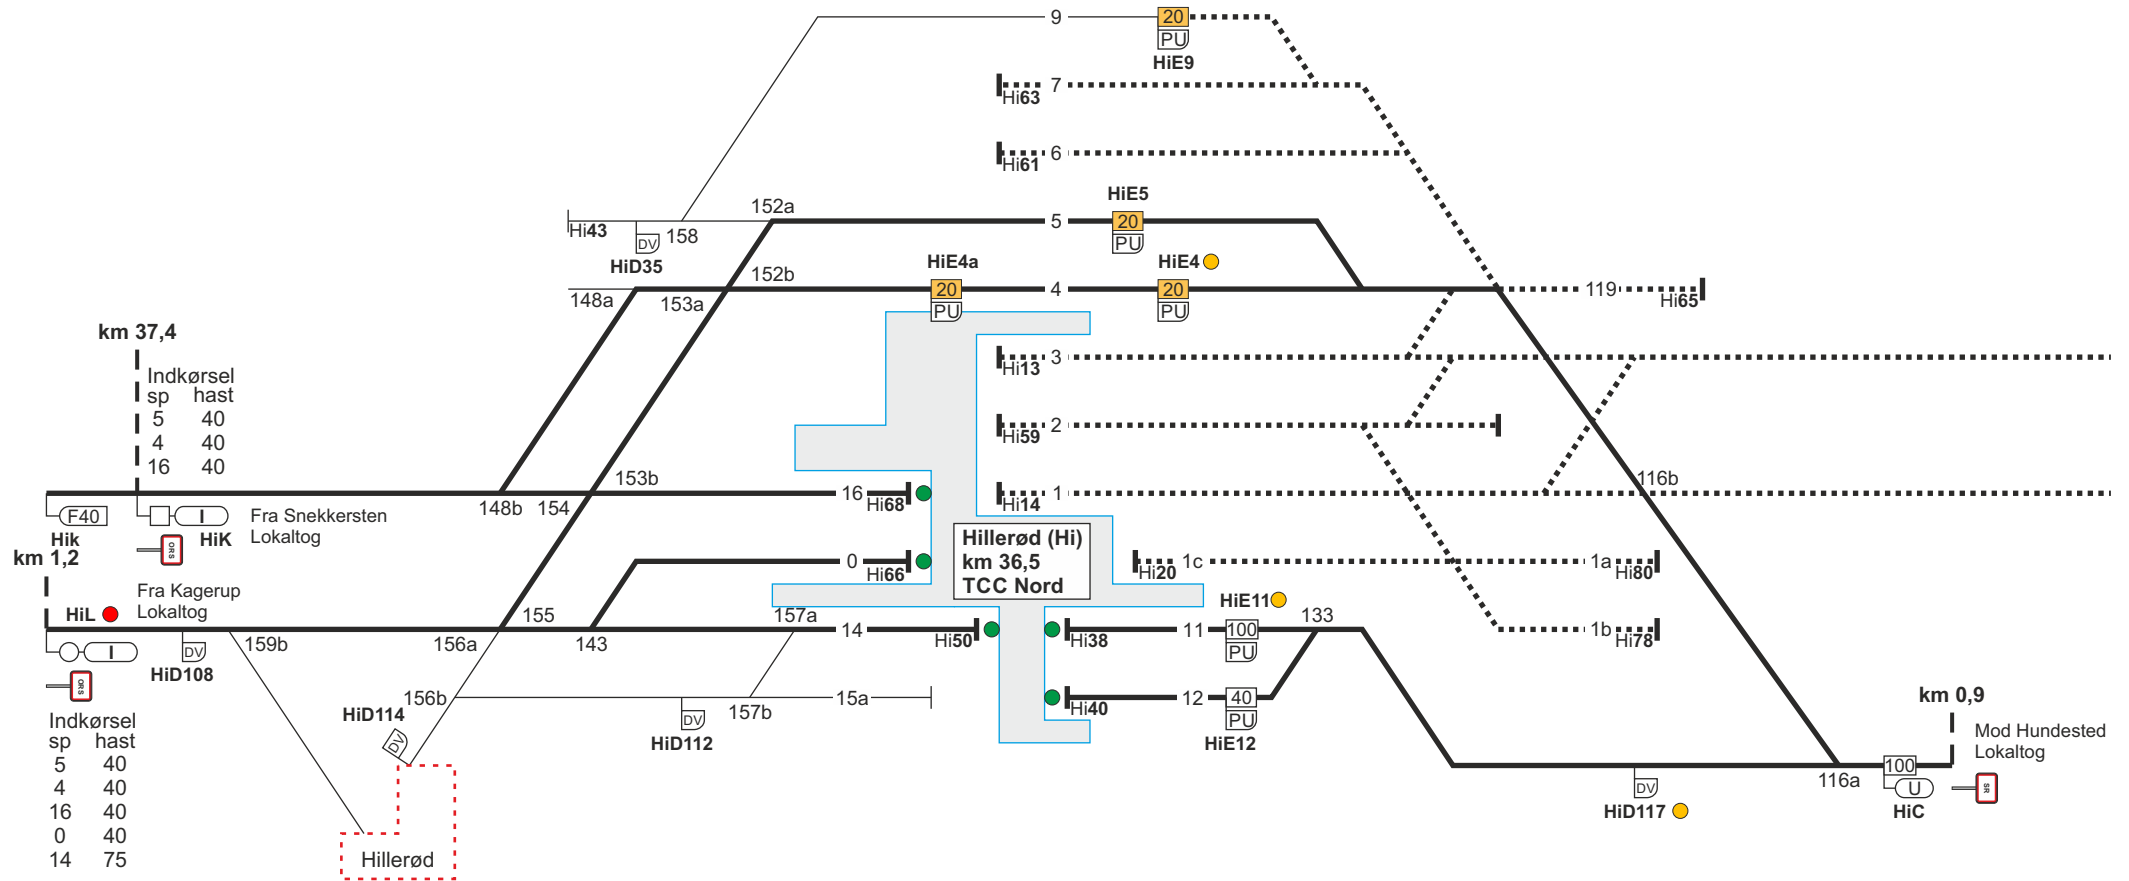 9
20
PU
HiE9
Hi63
7
Hi61
6
HiE5
152a
5
20
PU
Hi43
DV
158
HiD35
HiE4a
HiE4
152b
20
4
20
PU
PU
148a
153a
119
Hi65
km 37,4
Indkørsel
sp hast
5 40
4 40
16 40
Hi13
3
Hi59
2
153b
116b
16
Hi68
Hi14
1
148b
154
F40
Hik
I
HiK
ORS
Fra Snekkersten
Lokaltog
Hillerød (Hi)
km 36,5
TCC Nord
km 1,2
0
Hi66
Hi20
1c
1a
Hi80
Fra Kagerup
Lokaltog
HiL
HiE11
155
157a
133
14
Hi50
Hi38
11
100
PU
1b
Hi78
I
DV
HiD108
159b
156a
143
ORS
156b
HiD114
DV
DV
HiD112
157b
15a
Hi40
12
40
PU
HiE12
km 0,9
Mod Hundested
Lokaltog
Indkørsel
sp hast
5 40
4 40
16 40
0 40
14 75
DV
HiD117
116a
100
U
HiC
SR
Hillerød